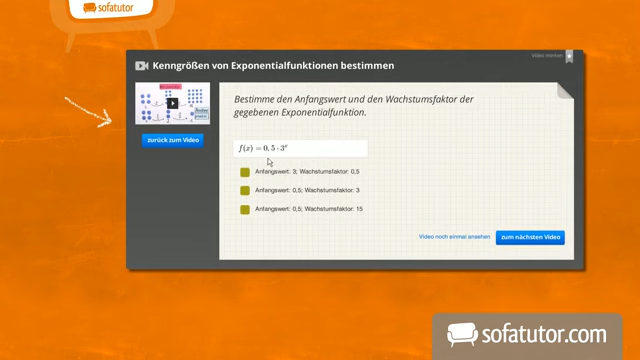 sofatutor
Kenngrößen von Exponentialfunktionen bestimmen
Video merken
Bestimme den Anfangswert und den Wachstumsfaktor der
gegebenen Exponentialfunktion.
zurück zum Video
f(x) = 0,5 · 3ˣ
Anfangswert: 3; Wachstumsfaktor: 0,5
Anfangswert: 0,5; Wachstumsfaktor: 3
Anfangswert: 0,5; Wachstumsfaktor: 15
Video noch einmal ansehen
zum nächsten Video
sofatutor.com